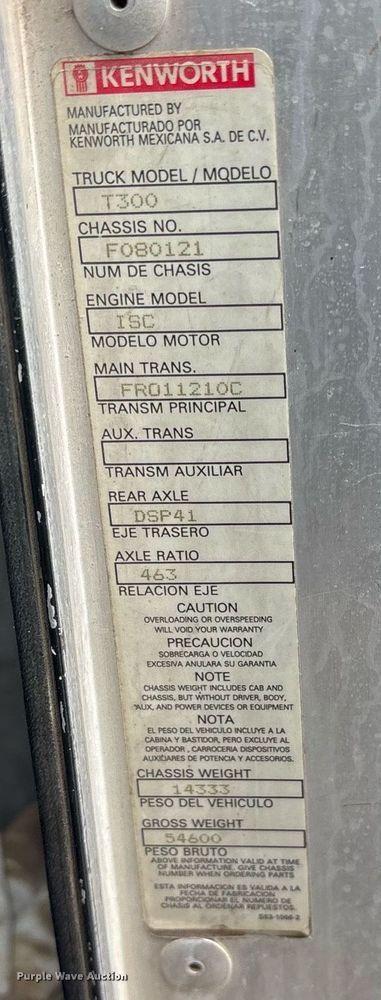 KENWORTH
MANUFACTURED BY
MANUFACTURADO POR
KENWORTH MEXICANA S.A. DE C.V.
TRUCK MODEL / MODELO
T300
CHASSIS NO.
F080121
NUM DE CHASIS
ENGINE MODEL
ISC
MODELO MOTOR
MAIN TRANS.
FRO11210C
TRANSM PRINCIPAL
AUX. TRANS
TRANSM AUXILIAR
REAR AXLE
DSP41
EJE TRASERO
AXLE RATIO
463
RELACION EJE
CAUTION
OVERLOADING OR OVERSPEEDING
WILL VOID YOUR WARRANTY
PRECAUCION
SOBRECARGA O VELOCIDAD
EXCESIVA ANULARA SU GARANTIA
NOTE
CHASSIS WEIGHT INCLUDES CAB AND
CHASSIS, BUT WITHOUT DRIVER, BODY,
AUX, AND POWER DEVICES OR EQUIPMENT
NOTA
EL PESO DEL VEHICULO INCLUYE A LA
CABINA Y BASTIDOR, PERO EXCLUYE AL
OPERADOR, CARROCERIA DISPOSITIVOS
AUXIDARES DE POTENCIA Y ACCESORIOS.
CHASSIS WEIGHT
14333
PESO DEL VEHICULO
GROSS WEIGHT
54600
PESO BRUTO
ABOVE INFORMATION VALID AT TIME
OF MANUFACTURE. GIVE CHASSIS
NUMBER WHEN ORDERING PARTS
ESTA INFORMACION ES VALIDA A LA
FECHA DE FABRICACION
PROPORCIONAR EL NUMERO DE
CHASIS AL ORDENAR REPUESTOS.
S53-1066-2
Purple Wave Auction